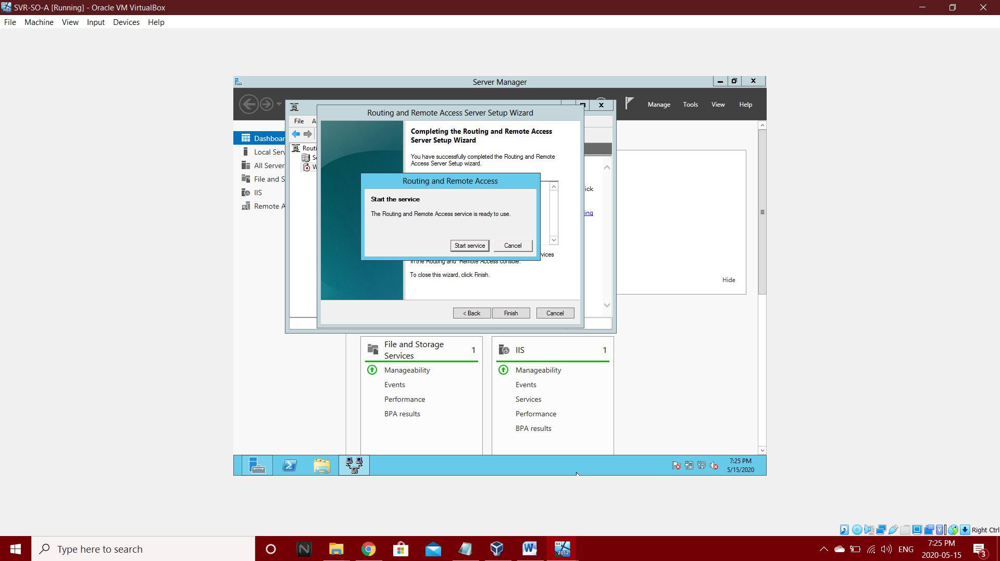 SVR-SO-A [Running] - Oracle VM VirtualBox
File Machine View Input Devices Help
Server Manager
Manage Tools View Help
Routing and Remote Access Server Setup Wizard
File A
Completing the Routing and Remote Access
Server Setup Wizard
You have successfully completed the Routing and Remote
Access Server Setup wizard.
Dashboar
Local Serv
All Server
File and S
IIS
Remote A
Routi
Se
W
Routing and Remote Access
Start the service
The Routing and Remote Access service is ready to use.
Start service Cancel
ick
ing
vices
in the Routing and Remote Access console.
To close this wizard, click Finish.
< Back Finish Cancel
Hide
File and Storage
Services
1
Manageability
Events
Performance
BPA results
IIS 1
Manageability
Events
Services
Performance
BPA results
7:25 PM
5/15/2020
Right Ctrl
Type here to search
64
2012
ENG
7:25 PM
2020-05-15
3